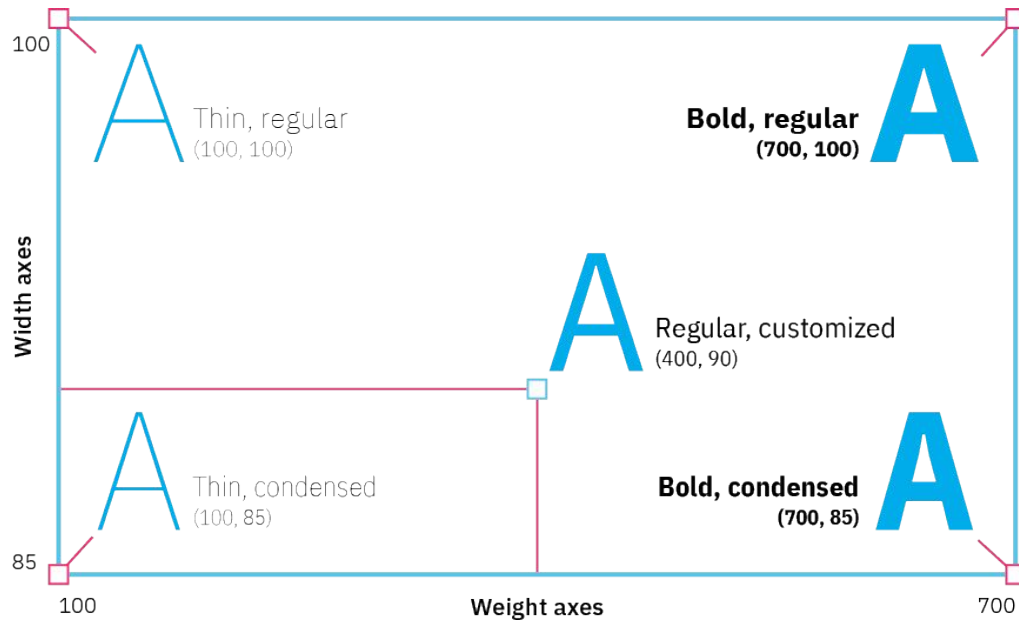 100
A
Thin, regular
(100, 100)
Bold, regular
(700, 100)
A
Width axes
A
Regular, customized
(400, 90)
A
Thin, condensed
(100, 85)
Bold, condensed
(700, 85)
A
85
100
Weight axes
700